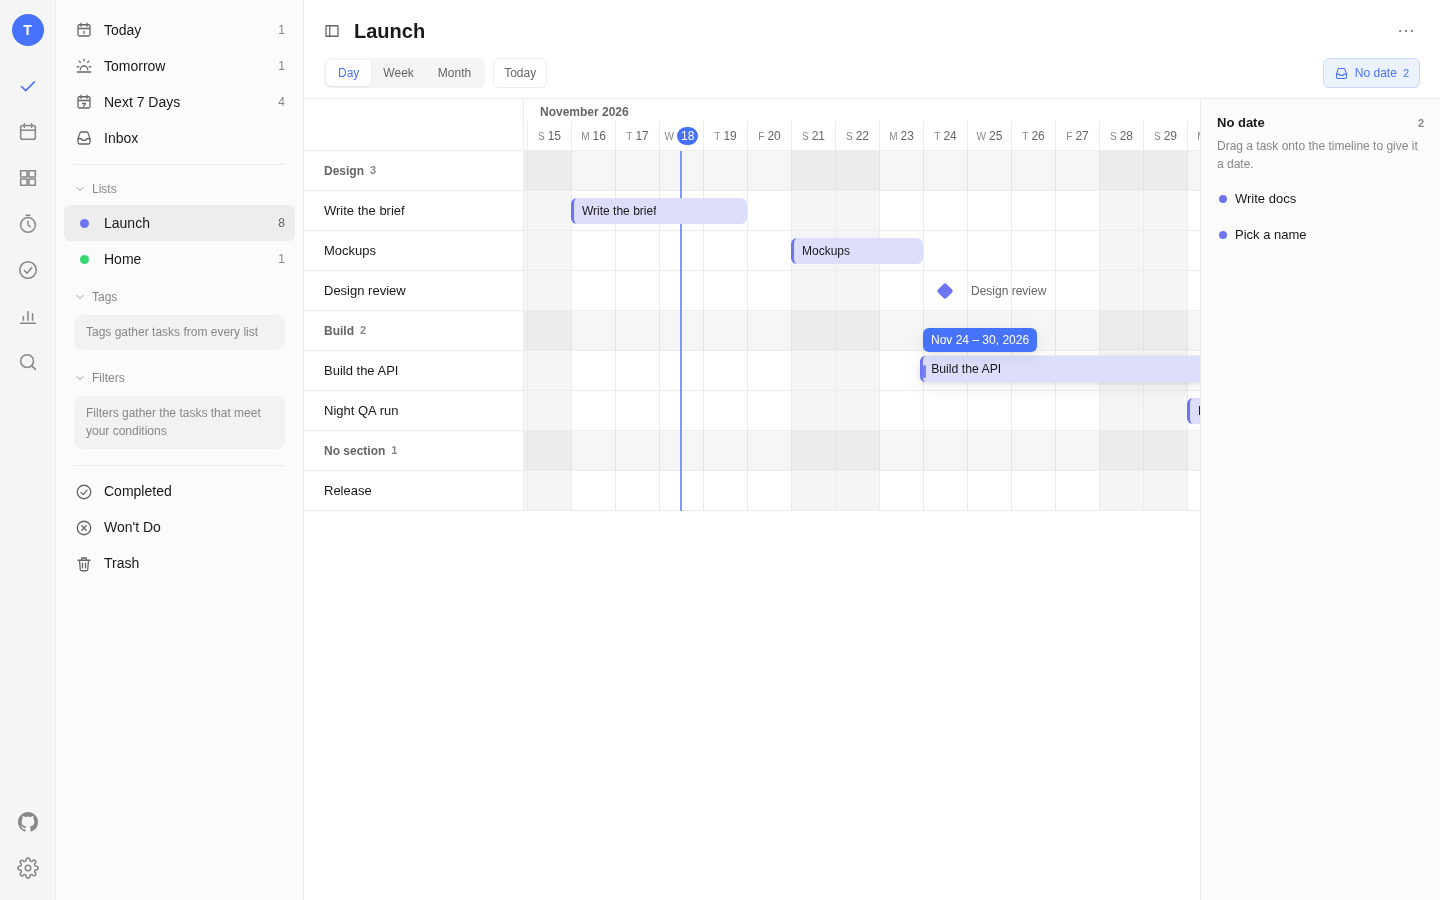 T
Today 1
Tomorrow 1
Next 7 Days 4
Inbox
Lists
Launch 8
Home 1
Tags
Tags gather tasks from every list
Filters
Filters gather the tasks that meet
your conditions
Completed
Won't Do
Trash
Launch
Day Week Month Today
No date 2
November 2026
S 15 M 16 T 17 W 18 T 19 F 20 S 21 S 22 M 23 T 24 W 25 T 26 F 27 S 28 S 29
Design 3
Write the brief Write the brief
Mockups Mockups
Design review Design review
Build 2
Nov 24 – 30, 2026
Build the API Build the API
Night QA run
No section 1
Release
No date 2
Drag a task onto the timeline to give it
a date.
Write docs
Pick a name